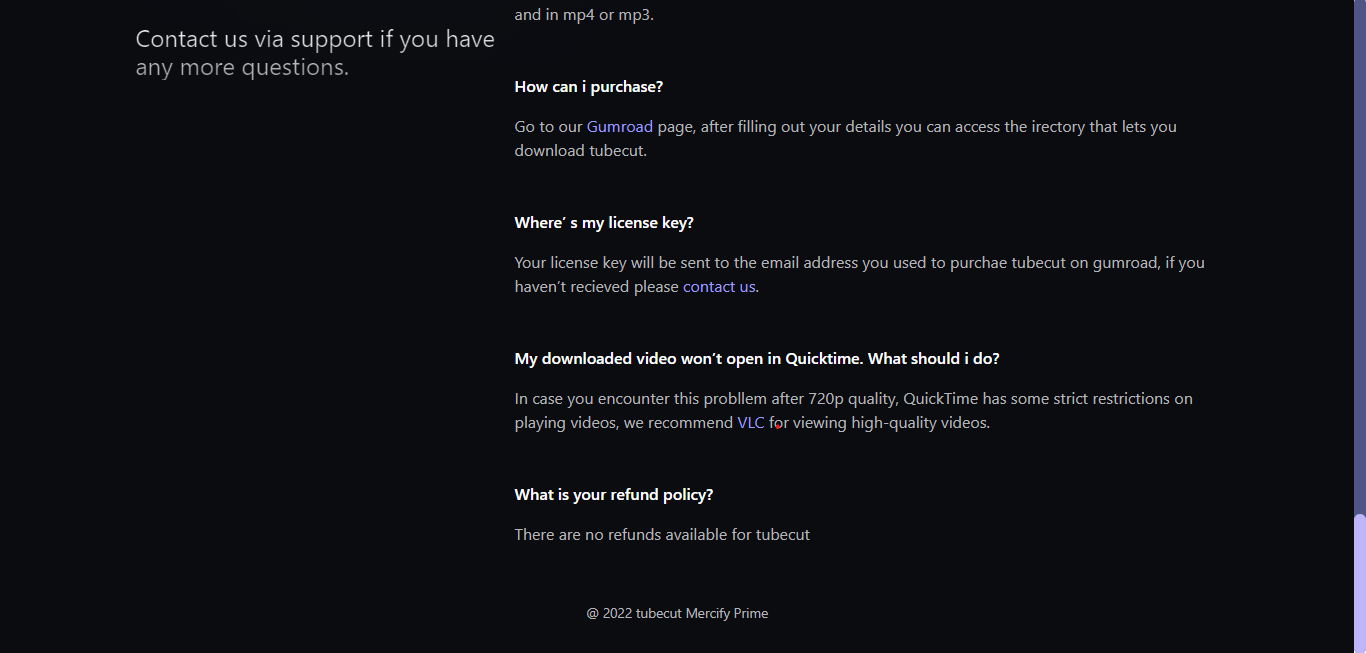 Contact us via support if you have
any more questions.
and in mp4 or mp3.
How can i purchase?
Go to our Gumroad page, after filling out your details you can access the irectory that lets you
download tubecut.
Where’ s my license key?
Your license key will be sent to the email address you used to purchae tubecut on gumroad, if you
haven’t recieved please contact us.
My downloaded video won’t open in Quicktime. What should i do?
In case you encounter this probllem after 720p quality, QuickTime has some strict restrictions on
playing videos, we recommend VLC for viewing high-quality videos.
What is your refund policy?
There are no refunds available for tubecut
@ 2022 tubecut Mercify Prime